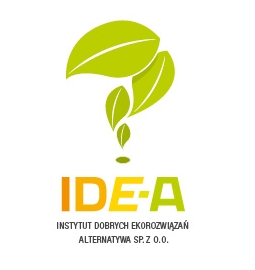 IDE-A
INSTYTUT DOBRYCH EKOROZWIĄZAŃ
ALTERNATYWA SP. Z O.O.